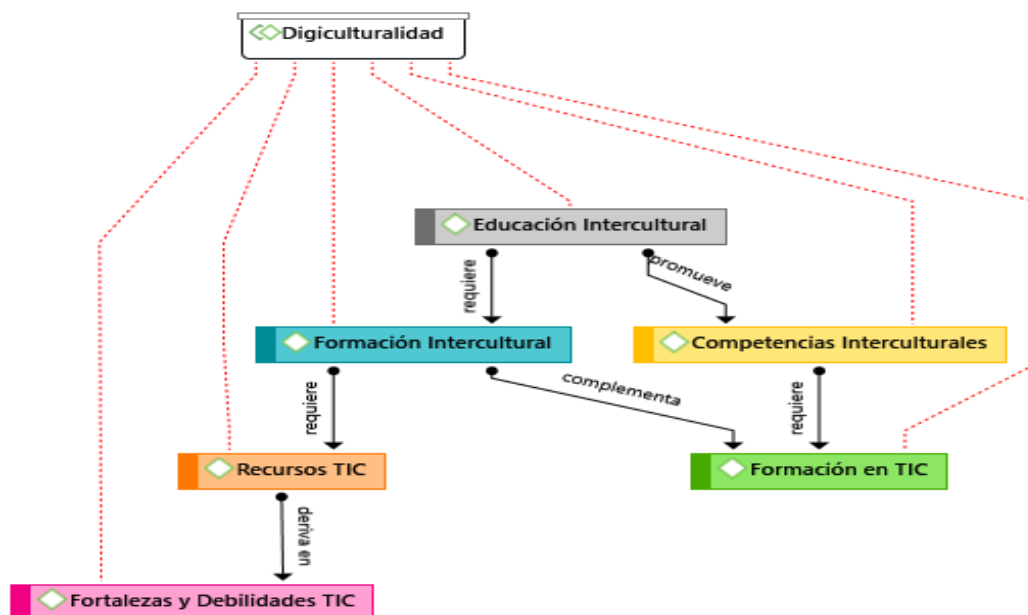 Digiculturalidad
Educación Intercultural
requiere
promueve
Formación Intercultural
Competencias Interculturales
requiere
complementa
requiere
Recursos TIC
Formación en TIC
deriva en
Fortalezas y Debilidades TIC